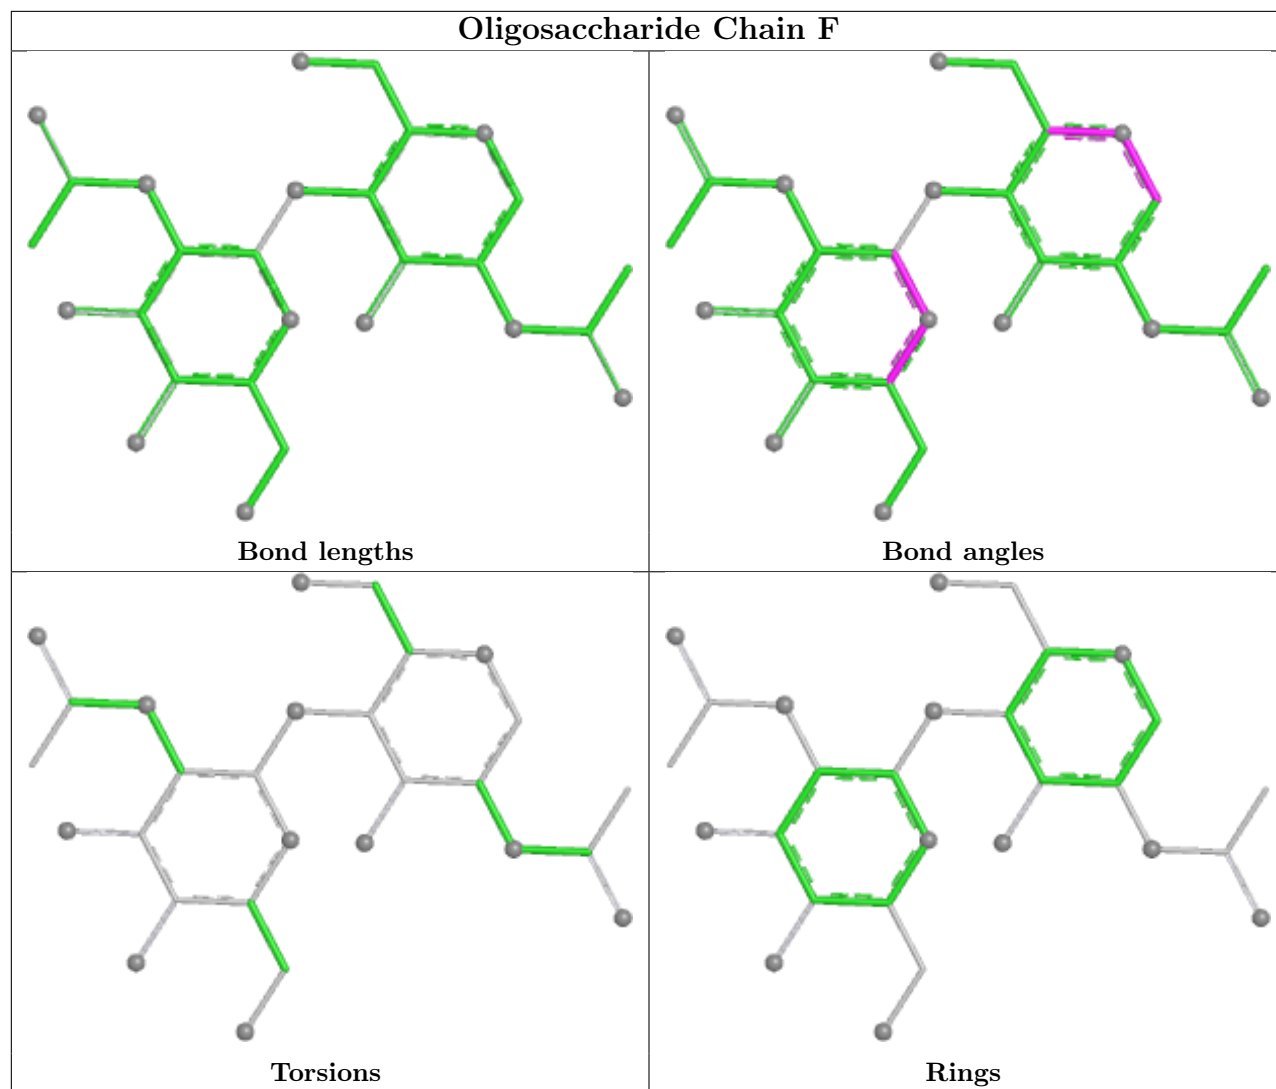 Oligosaccharide Chain F
Bond lengths
Bond angles
Torsions
Rings